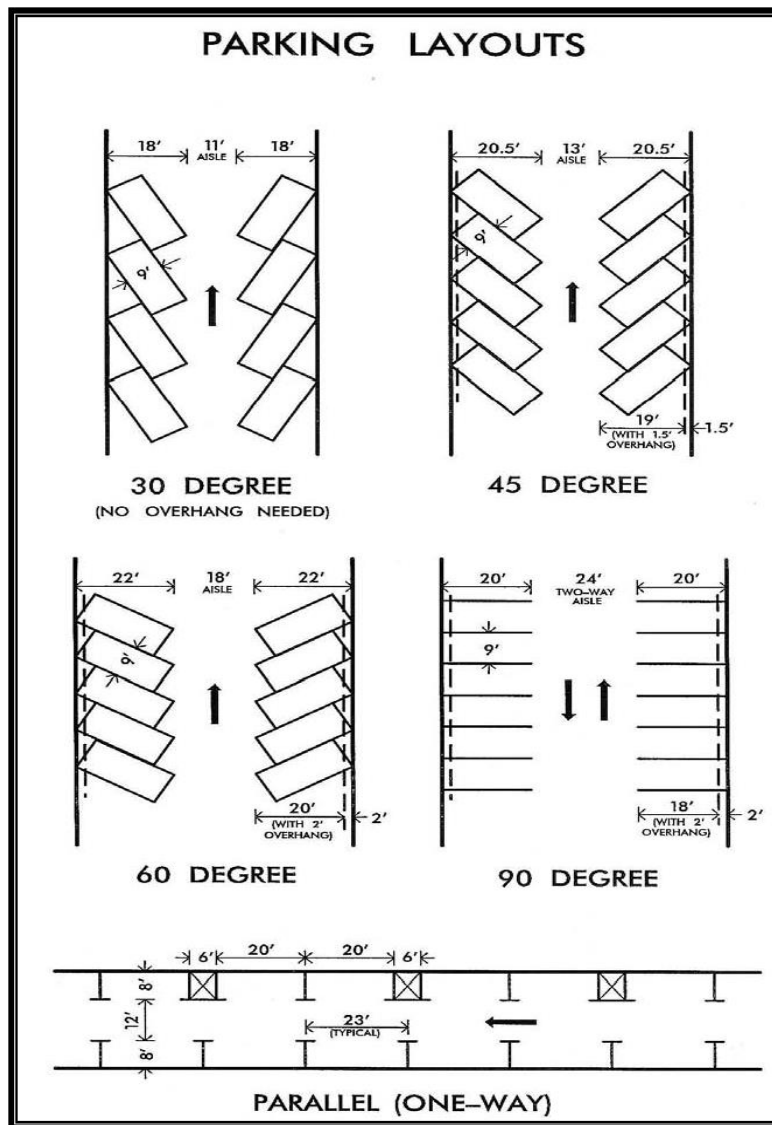 PARKING LAYOUTS
18' 11' 18'
AISLE
9'
30 DEGREE
(NO OVERHANG NEEDED)
20.5' 13' 20.5'
AISLE
9'
19'
(WITH 1.5'
OVERHANG)
1.5'
45 DEGREE
22' 18' 22'
AISLE
9'
20'
(WITH 2'
OVERHANG)
2'
60 DEGREE
20' 24' 20'
TWO-WAY
AISLE
9'
18'
(WITH 2'
OVERHANG)
2'
90 DEGREE
6' 20' 20' 6'
8'
12'
8'
23'
(TYPICAL)
PARALLEL (ONE-WAY)